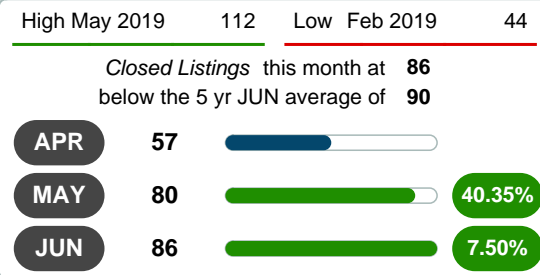 High May 2019 112 Low Feb 2019 44
Closed Listings this month at 86
below the 5 yr JUN average of 90
APR 57
MAY 80 40.35%
JUN 86 7.50%